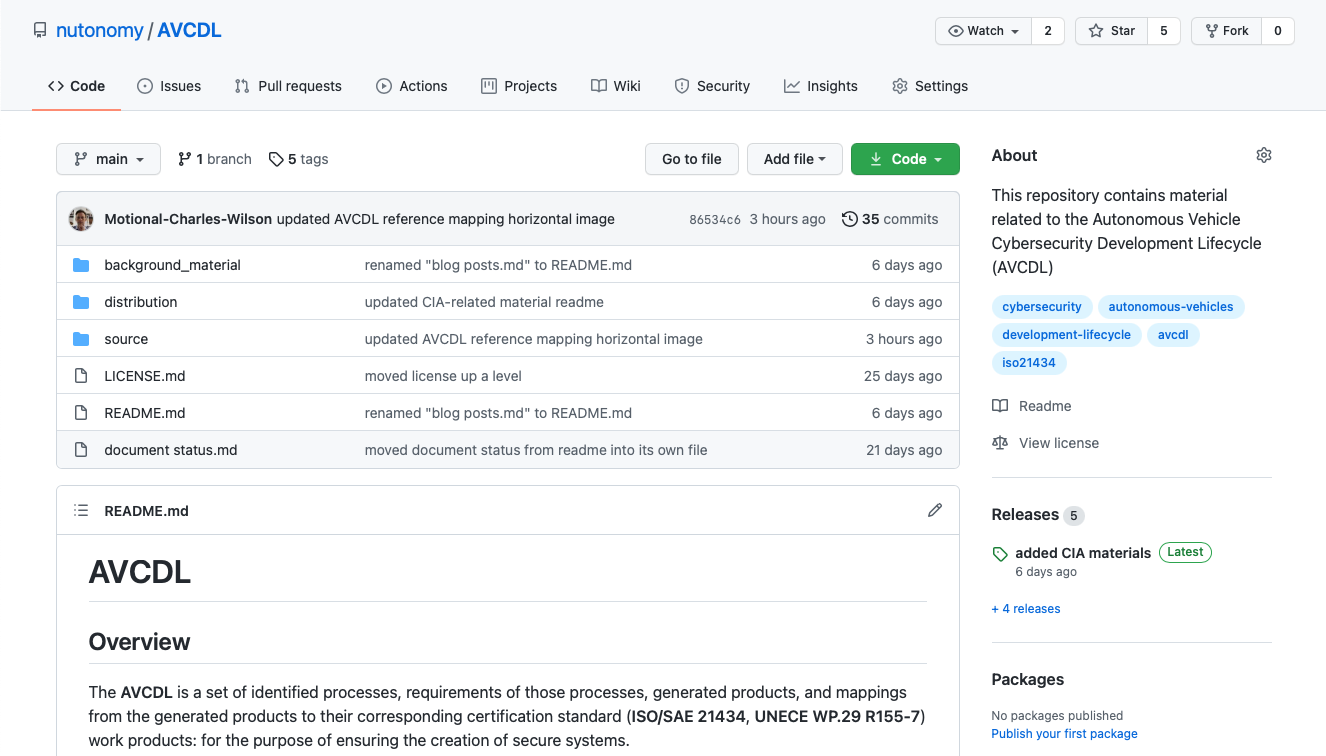 nutonomy / AVCDL
Watch 2 Star 5 Fork 0
Code Issues Pull requests Actions Projects Wiki Security Insights Settings
main 1 branch 5 tags Go to file Add file Code
Motional-Charles-Wilson updated AVCDL reference mapping horizontal image 86534c6 3 hours ago 35 commits
background_material renamed "blog posts.md" to README.md 6 days ago
distribution updated CIA-related material readme 6 days ago
source updated AVCDL reference mapping horizontal image 3 hours ago
LICENSE.md moved license up a level 25 days ago
README.md renamed "blog posts.md" to README.md 6 days ago
document status.md moved document status from readme into its own file 21 days ago
README.md
AVCDL
Overview
The AVCDL is a set of identified processes, requirements of those processes, generated products, and mappings
from the generated products to their corresponding certification standard (ISO/SAE 21434, UNECE WP.29 R155-7)
work products: for the purpose of ensuring the creation of secure systems.
About
This repository contains material
related to the Autonomous Vehicle
Cybersecurity Development Lifecycle
(AVCDL)
cybersecurity autonomous-vehicles
development-lifecycle avcdl
iso21434
Readme
View license
Releases 5
added CIA materials Latest
6 days ago
+ 4 releases
Packages
No packages published
Publish your first package